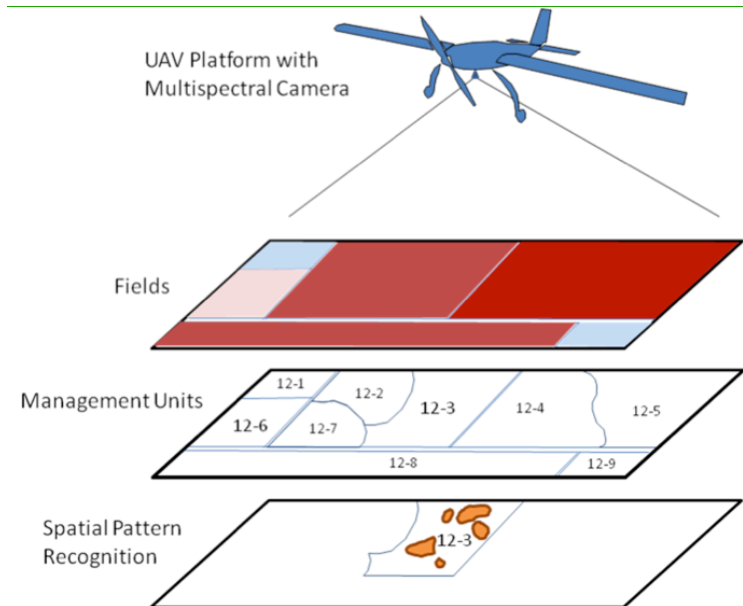 UAV Platform with
Multispectral Camera
Fields
Management Units
12-1
12-2
12-3
12-4
12-5
12-6
12-7
12-8
12-9
Spatial Pattern
Recognition
12-3